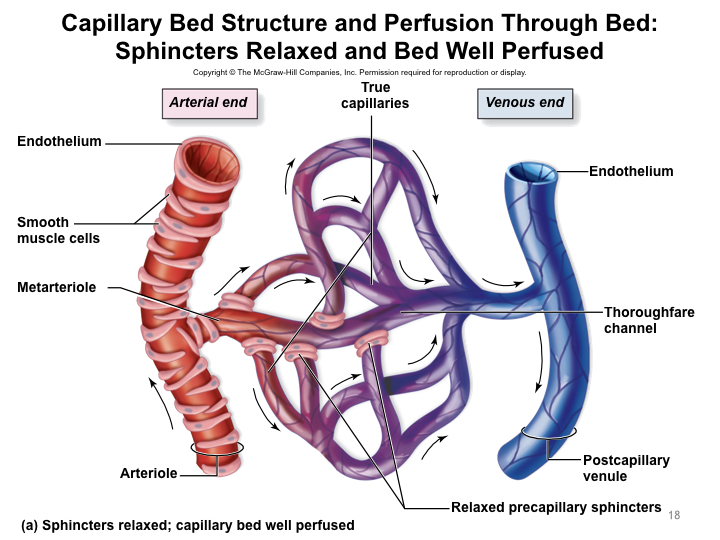 Capillary Bed Structure and Perfusion Through Bed:
Sphincters Relaxed and Bed Well Perfused
Copyright © The McGraw-Hill Companies, Inc. Permission required for reproduction or display.
Arterial end
True
capillaries
Venous end
Endothelium
Endothelium
Smooth
muscle cells
Metarteriole
Thoroughfare
channel
Arteriole
Postcapillary
venule
Relaxed precapillary sphincters
18
(a) Sphincters relaxed; capillary bed well perfused